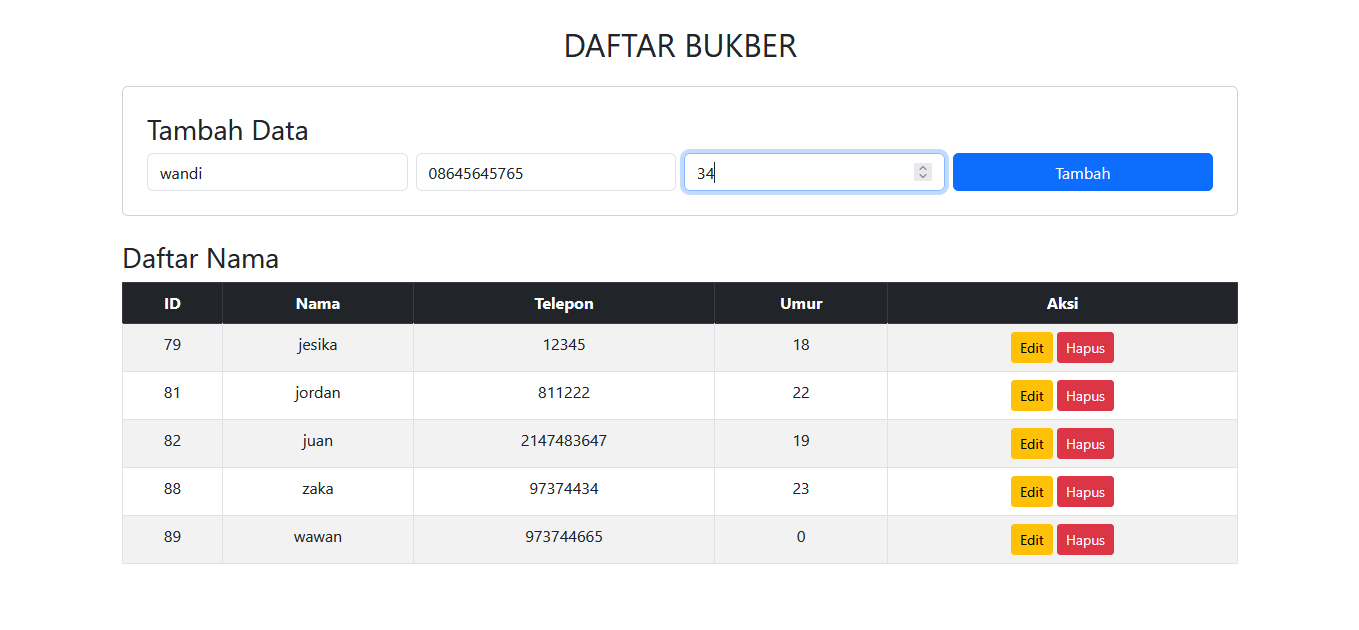 DAFTAR BUKBER
Tambah Data
wandi 08645645765 34 Tambah
Daftar Nama
ID Nama Telepon Umur Aksi
79 jesika 12345 18 Edit Hapus
81 jordan 811222 22 Edit Hapus
82 juan 2147483647 19 Edit Hapus
88 zaka 97374434 23 Edit Hapus
89 wawan 973744665 0 Edit Hapus